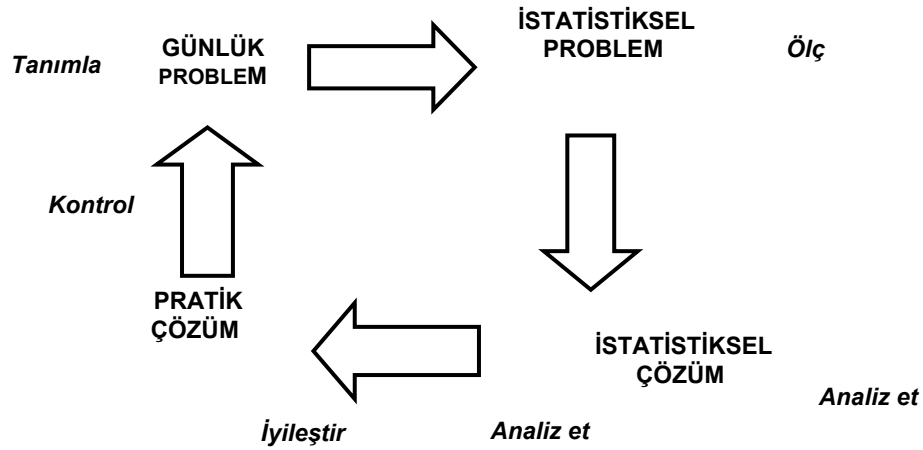 Tanımla
GÜNLÜK
PROBLEM
İSTATİSTİKSEL
PROBLEM
Ölç
Kontrol
PRATİK
ÇÖZÜM
İSTATİSTİKSEL
ÇÖZÜM
Analiz et
İyileştir
Analiz et